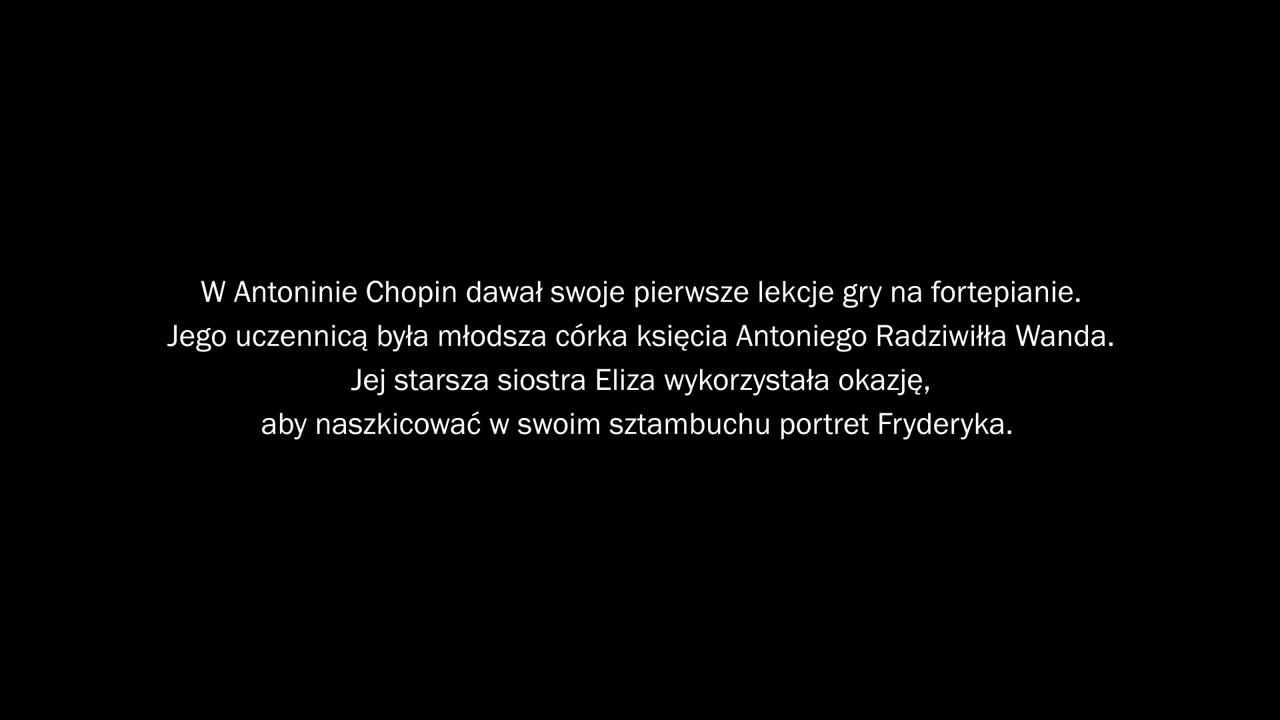 W Antoninie Chopin dawał swoje pierwsze lekcje gry na fortepianie.
Jego uczennicą była młodsza córka księcia Antoniego Radziwiłła Wanda.
Jej starsza siostra Eliza wykorzystała okazję,
aby naszkicować w swoim sztambuchu portret Fryderyka.